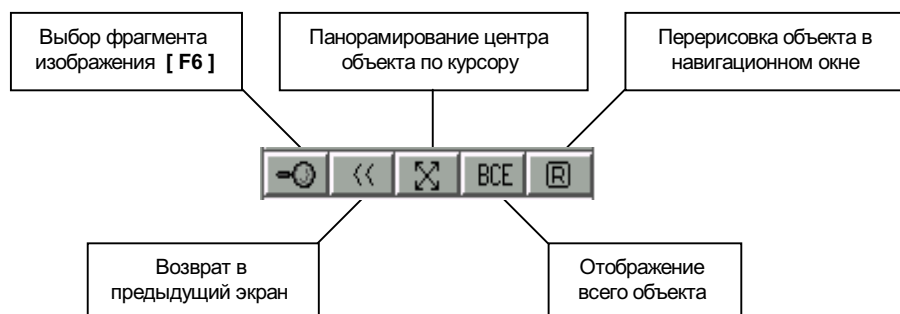 Выбор фрагмента
изображения [ F6 ]
Панорамирование центра
объекта по курсору
Перерисовка объекта в
навигационном окне
<< ВСЕ R
Возврат в
предыдущий экран
Отображение
всего объекта